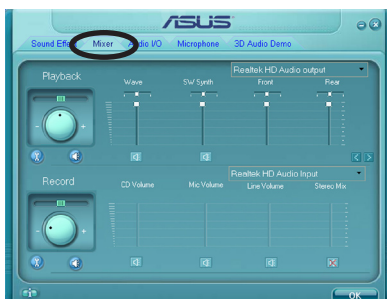 ASUS
Sound Effect Mixer Audio I/O Microphone 3D Audio Demo
Realtek HD Audio output
Playback
Wave SW Synth Front Rear
Realtek HD Audio Input
Record
CD Volume Mic Volume Line Volume Stereo Mix
OK